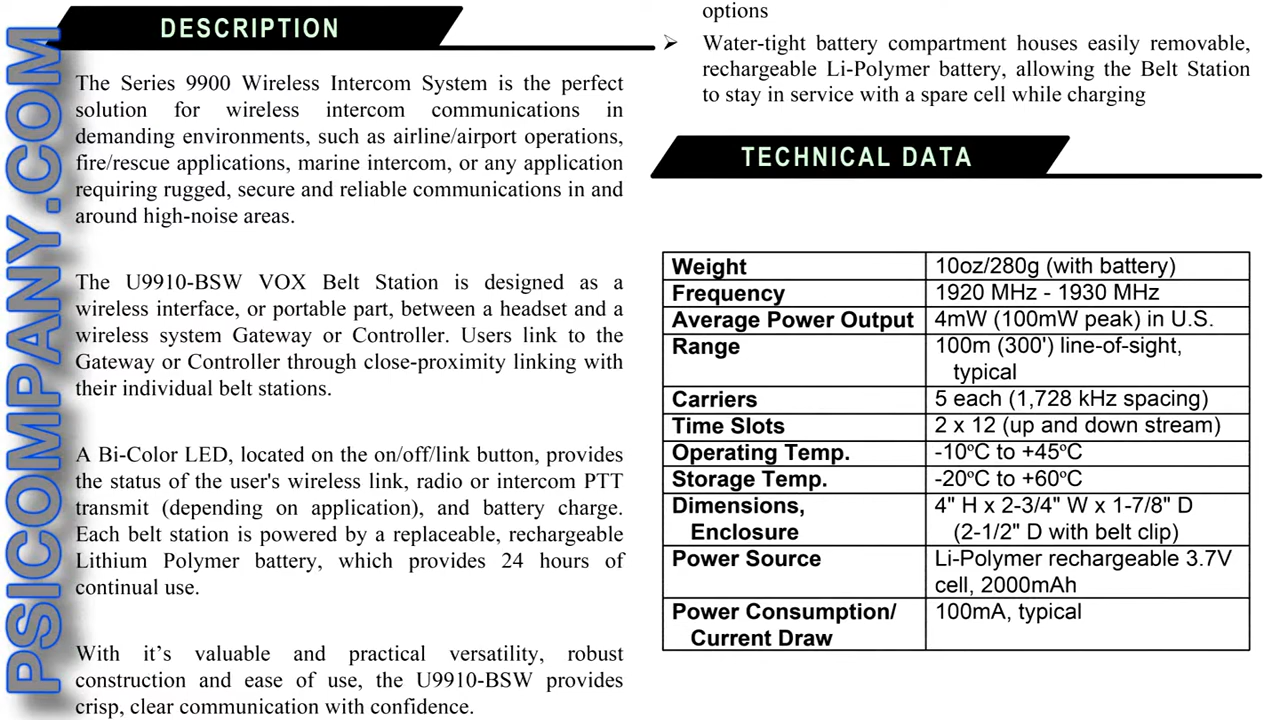 PSICOMPANY.COM
DESCRIPTION
The Series 9900 Wireless Intercom System is the perfect
solution for wireless intercom communications in
demanding environments, such as airline/airport operations,
fire/rescue applications, marine intercom, or any application
requiring rugged, secure and reliable communications in and
around high-noise areas.
The U9910-BSW VOX Belt Station is designed as a
wireless interface, or portable part, between a headset and a
wireless system Gateway or Controller. Users link to the
Gateway or Controller through close-proximity linking with
their individual belt stations.
A Bi-Color LED, located on the on/off/link button, provides
the status of the user's wireless link, radio or intercom PTT
transmit (depending on application), and battery charge.
Each belt station is powered by a replaceable, rechargeable
Lithium Polymer battery, which provides 24 hours of
continual use.
With it’s valuable and practical versatility, robust
construction and ease of use, the U9910-BSW provides
crisp, clear communication with confidence.
options
➢ Water-tight battery compartment houses easily removable,
rechargeable Li-Polymer battery, allowing the Belt Station
to stay in service with a spare cell while charging
TECHNICAL DATA
Weight 10oz/280g (with battery)
Frequency 1920 MHz - 1930 MHz
Average Power Output 4mW (100mW peak) in U.S.
Range 100m (300') line-of-sight,
typical
Carriers 5 each (1,728 kHz spacing)
Time Slots 2 x 12 (up and down stream)
Operating Temp. -10ºC to +45ºC
Storage Temp. -20ºC to +60ºC
Dimensions, 4" H x 2-3/4" W x 1-7/8" D
Enclosure (2-1/2" D with belt clip)
Power Source Li-Polymer rechargeable 3.7V
cell, 2000mAh
Power Consumption/ 100mA, typical
Current Draw